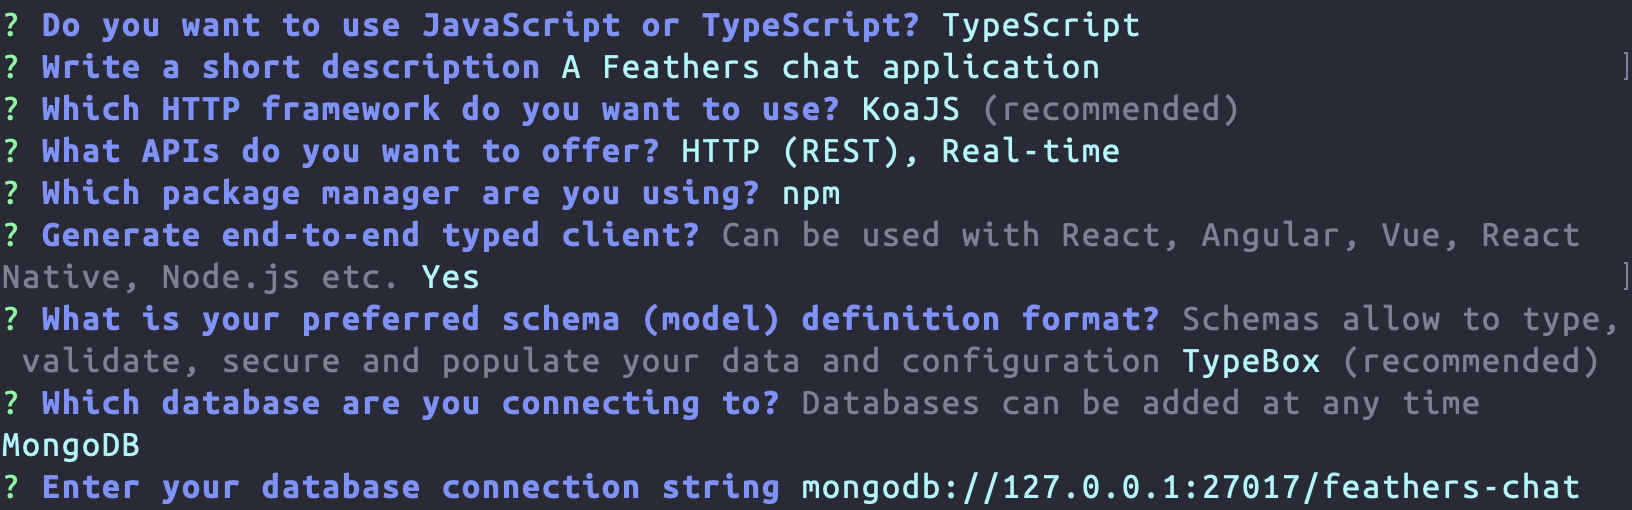 ? Do you want to use JavaScript or TypeScript? TypeScript
? Write a short description A Feathers chat application ]
? Which HTTP framework do you want to use? KoaJS (recommended)
? What APIs do you want to offer? HTTP (REST), Real-time
? Which package manager are you using? npm
? Generate end-to-end typed client? Can be used with React, Angular, Vue, React
Native, Node.js etc. Yes ]
? What is your preferred schema (model) definition format? Schemas allow to type,
validate, secure and populate your data and configuration TypeBox (recommended)
? Which database are you connecting to? Databases can be added at any time
MongoDB
? Enter your database connection string mongodb://127.0.0.1:27017/feathers-chat